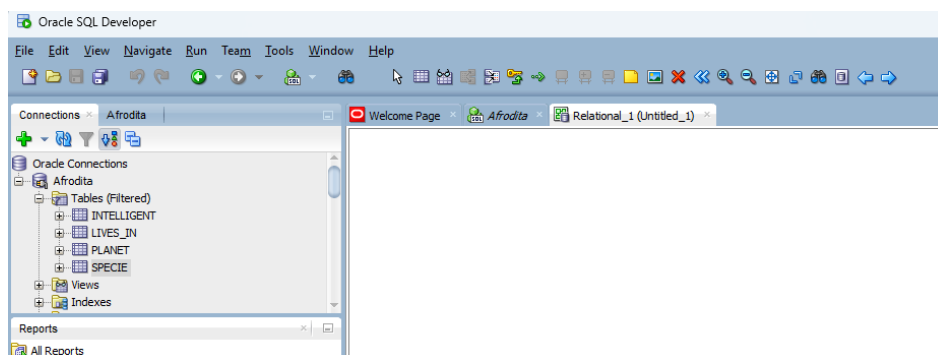 Oracle SQL Developer
File Edit View Navigate Run Team Tools Window Help
SQL
Connections Afrodita
Welcome Page Afrodita Relational_1 (Untitled_1)
Oracle Connections
Afrodita
Tables (Filtered)
INTELLIGENT
LIVES_IN
PLANET
SPECIE
Views
Indexes
Reports
All Reports